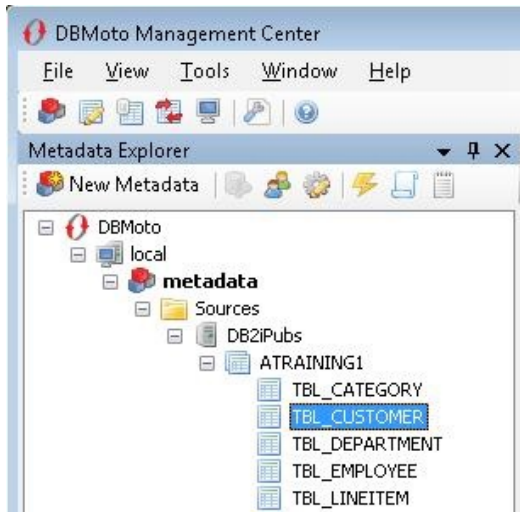 DBMoto Management Center
File View Tools Window Help
Metadata Explorer
New Metadata
DBMoto
local
metadata
Sources
DB2iPubs
ATRAINING1
TBL_CATEGORY
TBL_CUSTOMER
TBL_DEPARTMENT
TBL_EMPLOYEE
TBL_LINEITEM